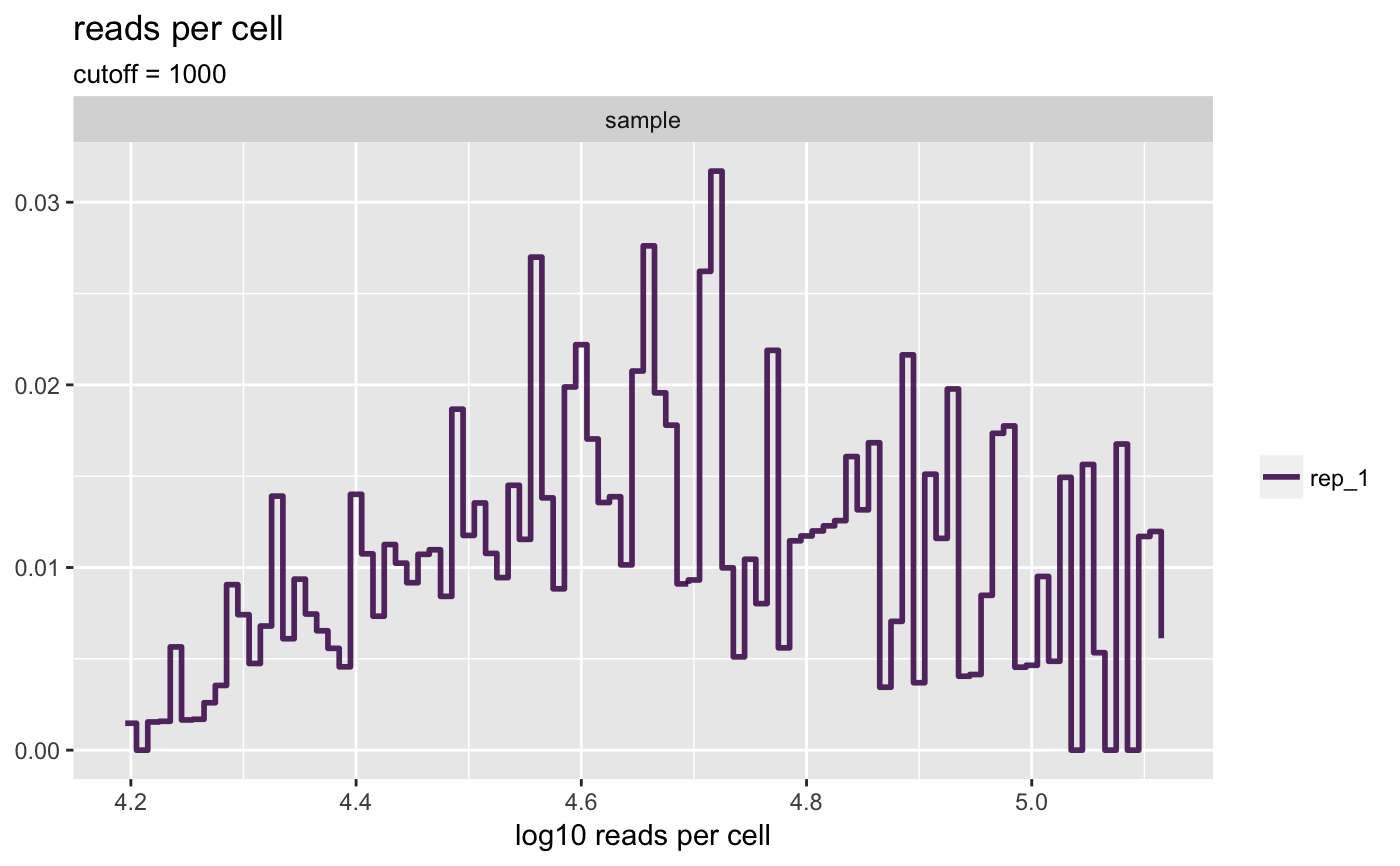 reads per cell
cutoff = 1000
sample
0.03
0.02
0.01
0.00
4.2 4.4 4.6 4.8 5.0
log10 reads per cell
rep_1